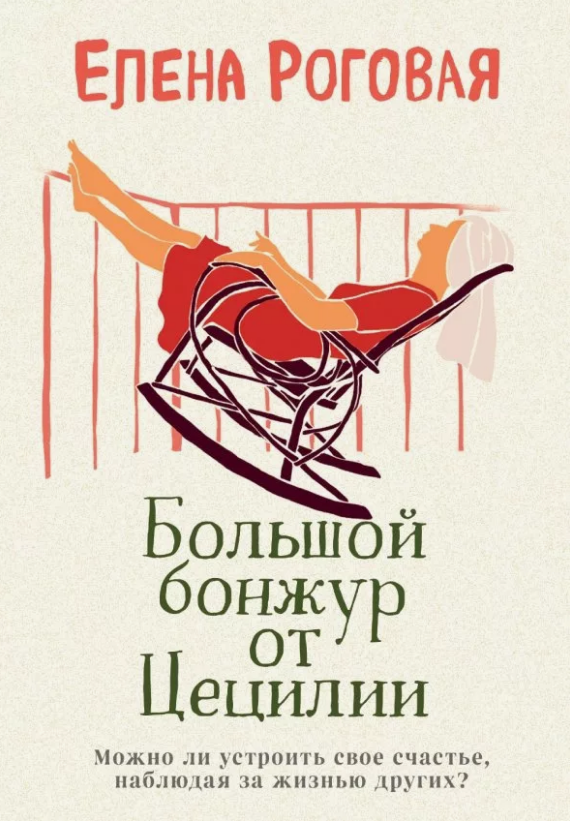 Елена Роговая
Большой
бонжур
от
Цецилии
Можно ли устроить свое счастье,
наблюдая за жизнью других?